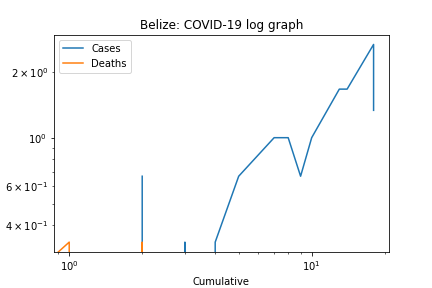 Belize: COVID-19 log graph
Cases
Deaths
2 × 10⁰
10⁰
6 × 10⁻¹
4 × 10⁻¹
10⁰ 10¹
Cumulative